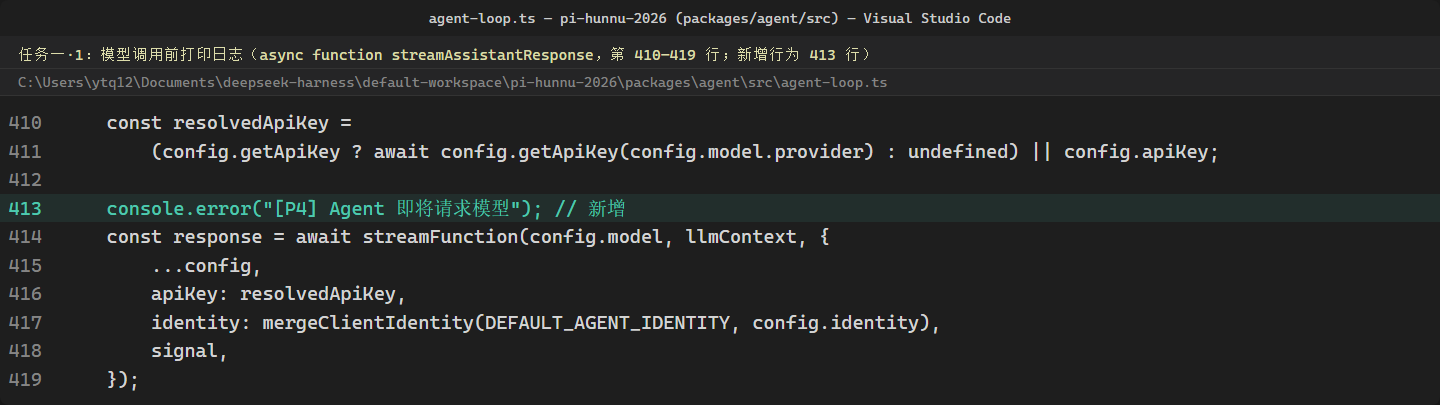 agent-loop.ts — pi-hunnu-2026 (packages/agent/src) — Visual Studio Code
任务一·1：模型调用前打印日志（async function streamAssistantResponse，第 410—419 行；新增行为 413 行）
C:\Users\ytq12\Documents\deepseek-harness\default-workspace\pi-hunnu-2026\packages\agent\src\agent-loop.ts
410 const resolvedApiKey =
411 (config.getApiKey ? await config.getApiKey(config.model.provider) : undefined) || config.apiKey;
412
413 console.error("[P4] Agent 即将请求模型"); // 新增
414 const response = await streamFunction(config.model, llmContext, {
415 ...config,
416 apiKey: resolvedApiKey,
417 identity: mergeClientIdentity(DEFAULT_AGENT_IDENTITY, config.identity),
418 signal,
419 });